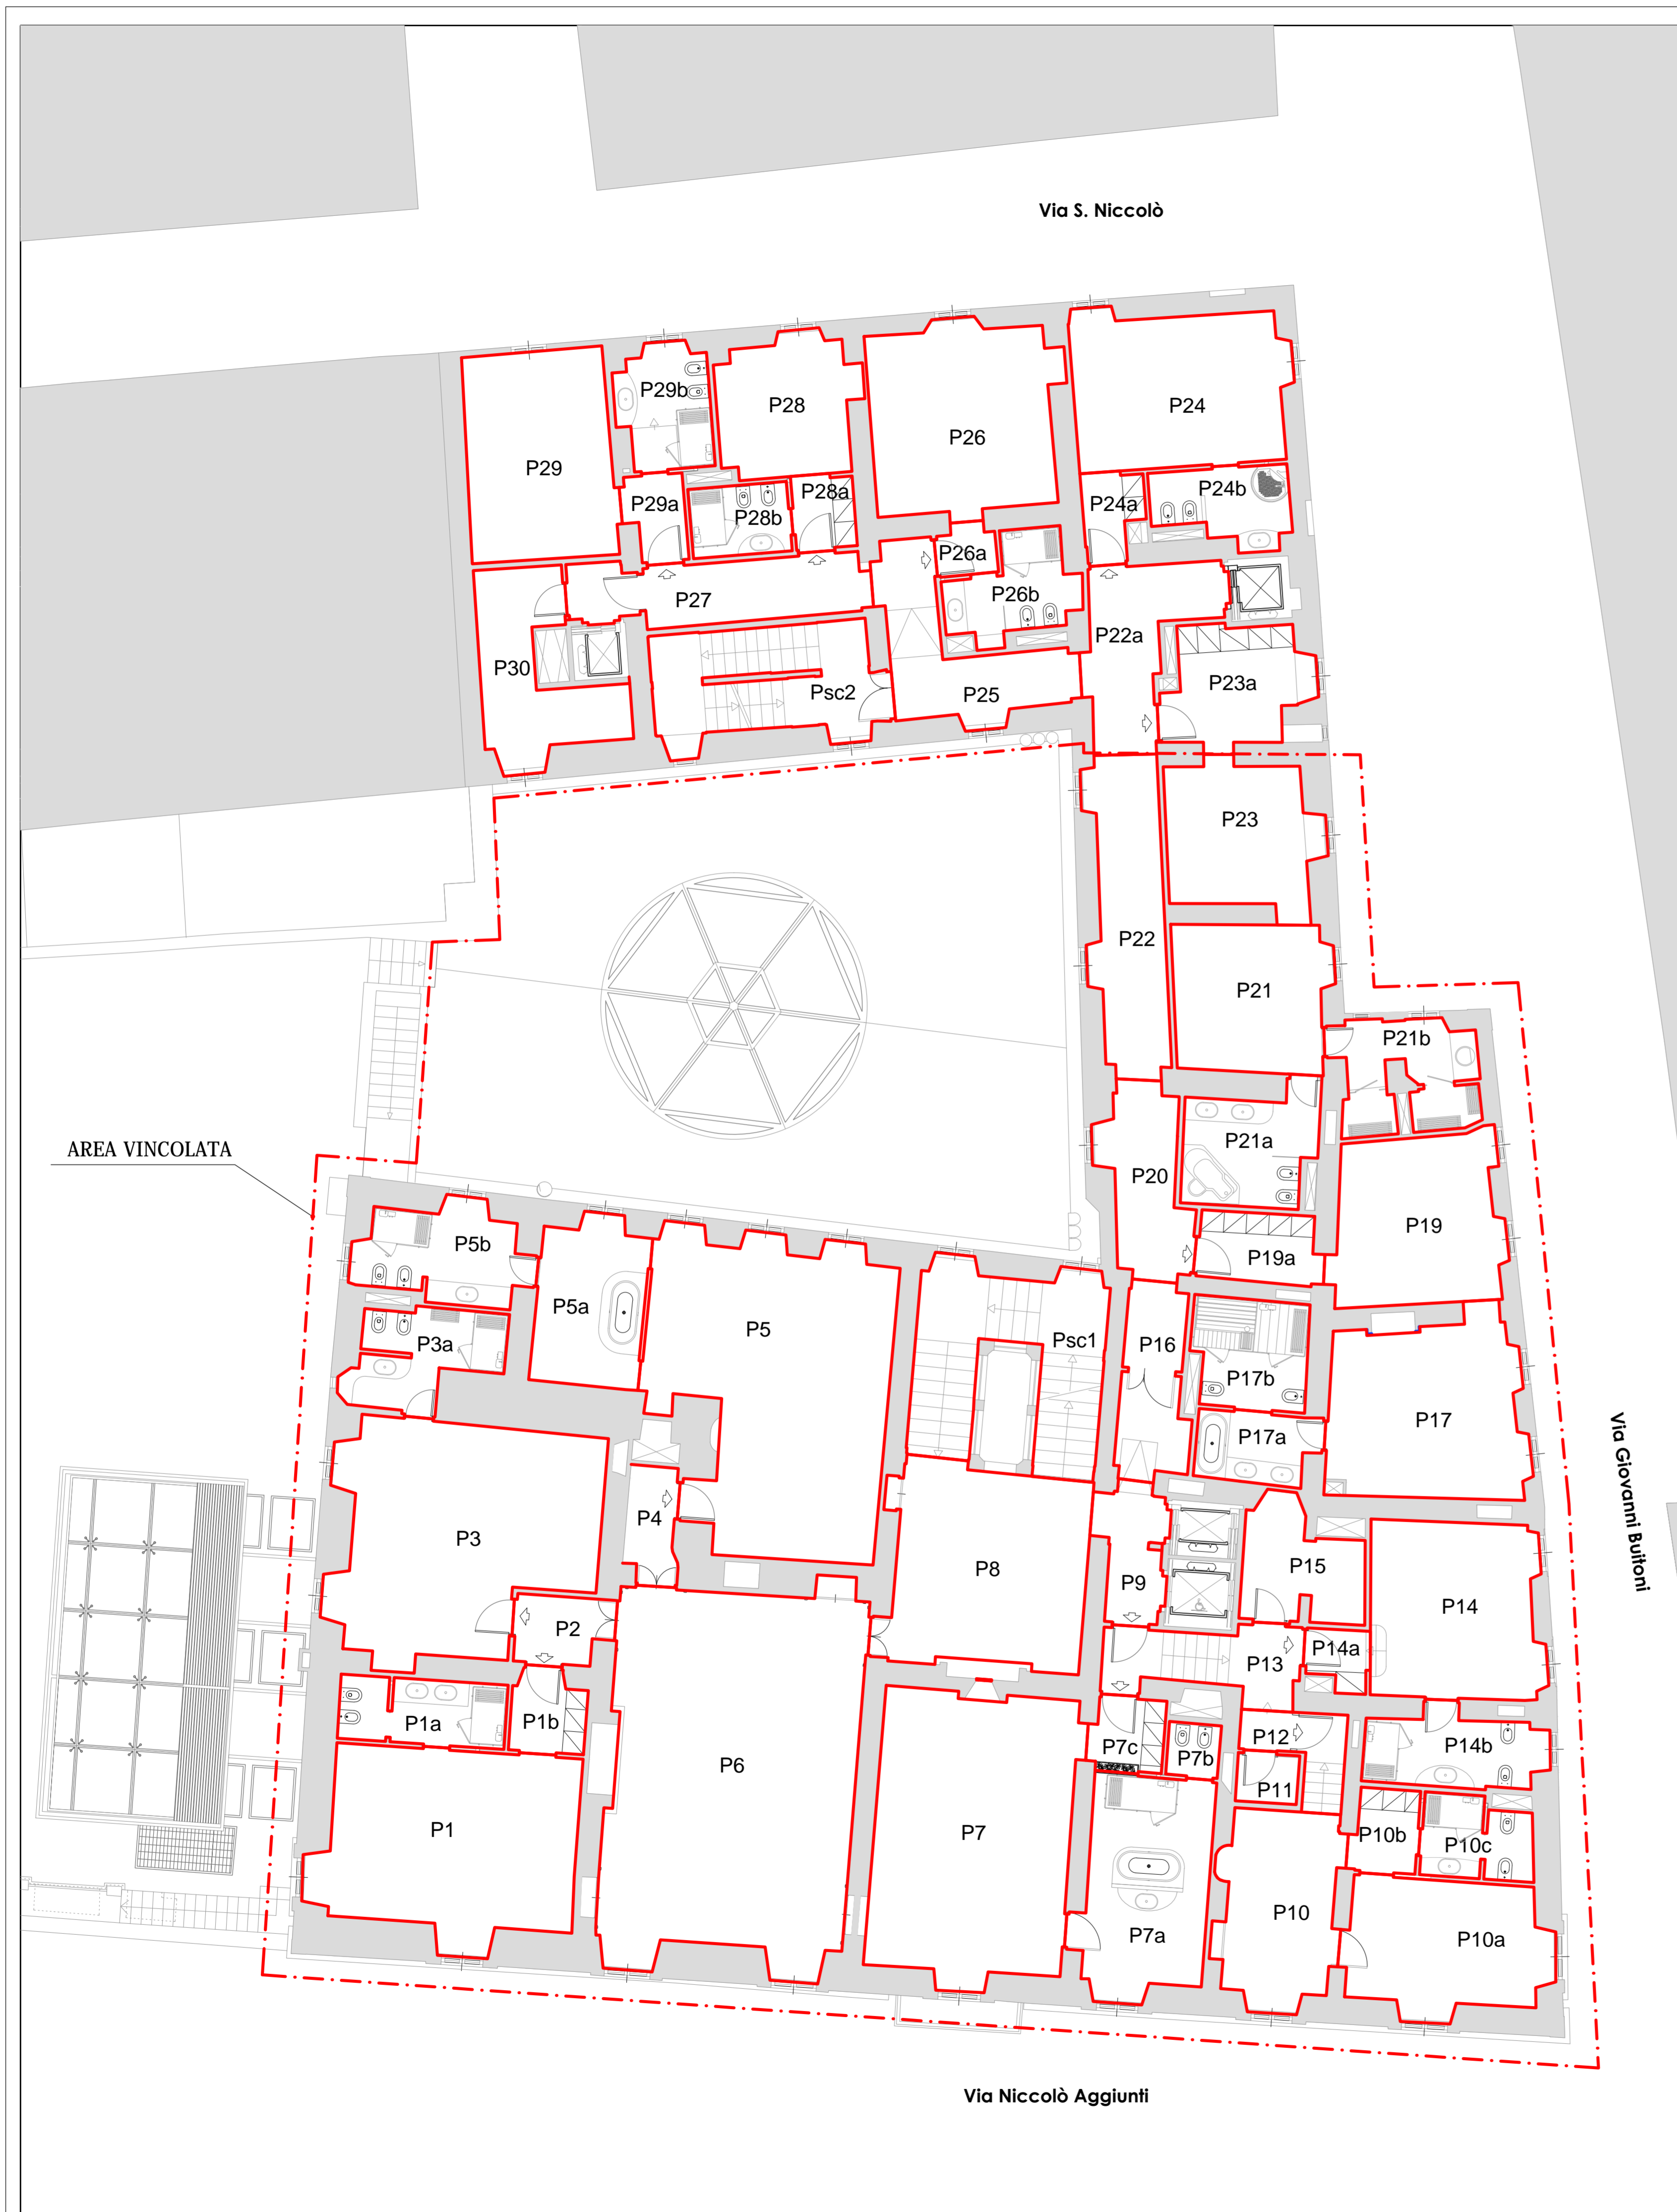 Via S. Niccolò
P24
P28
P29b
P26
P29
P24b
P28a
P24a
P29a
P28b
P26a
P26b
P27
P22a
P30
P23a
Psc2
P25
P23
P22
P21
P21b
P21a
AREA VINCOLATA
P20
P19
P5b
P19a
P5a
P5
Psc1
P16
P3a
P17b
P17
P17a
Via Giovanni Buitoni
P4
P3
P8
P15
P9
P14
P2
P14a
P13
P1a
P1b
P12
P7c
P14b
P7b
P6
P11
P1
P7
P10b
P10c
P10
P7a
P10a
Via Niccolò Aggiunti